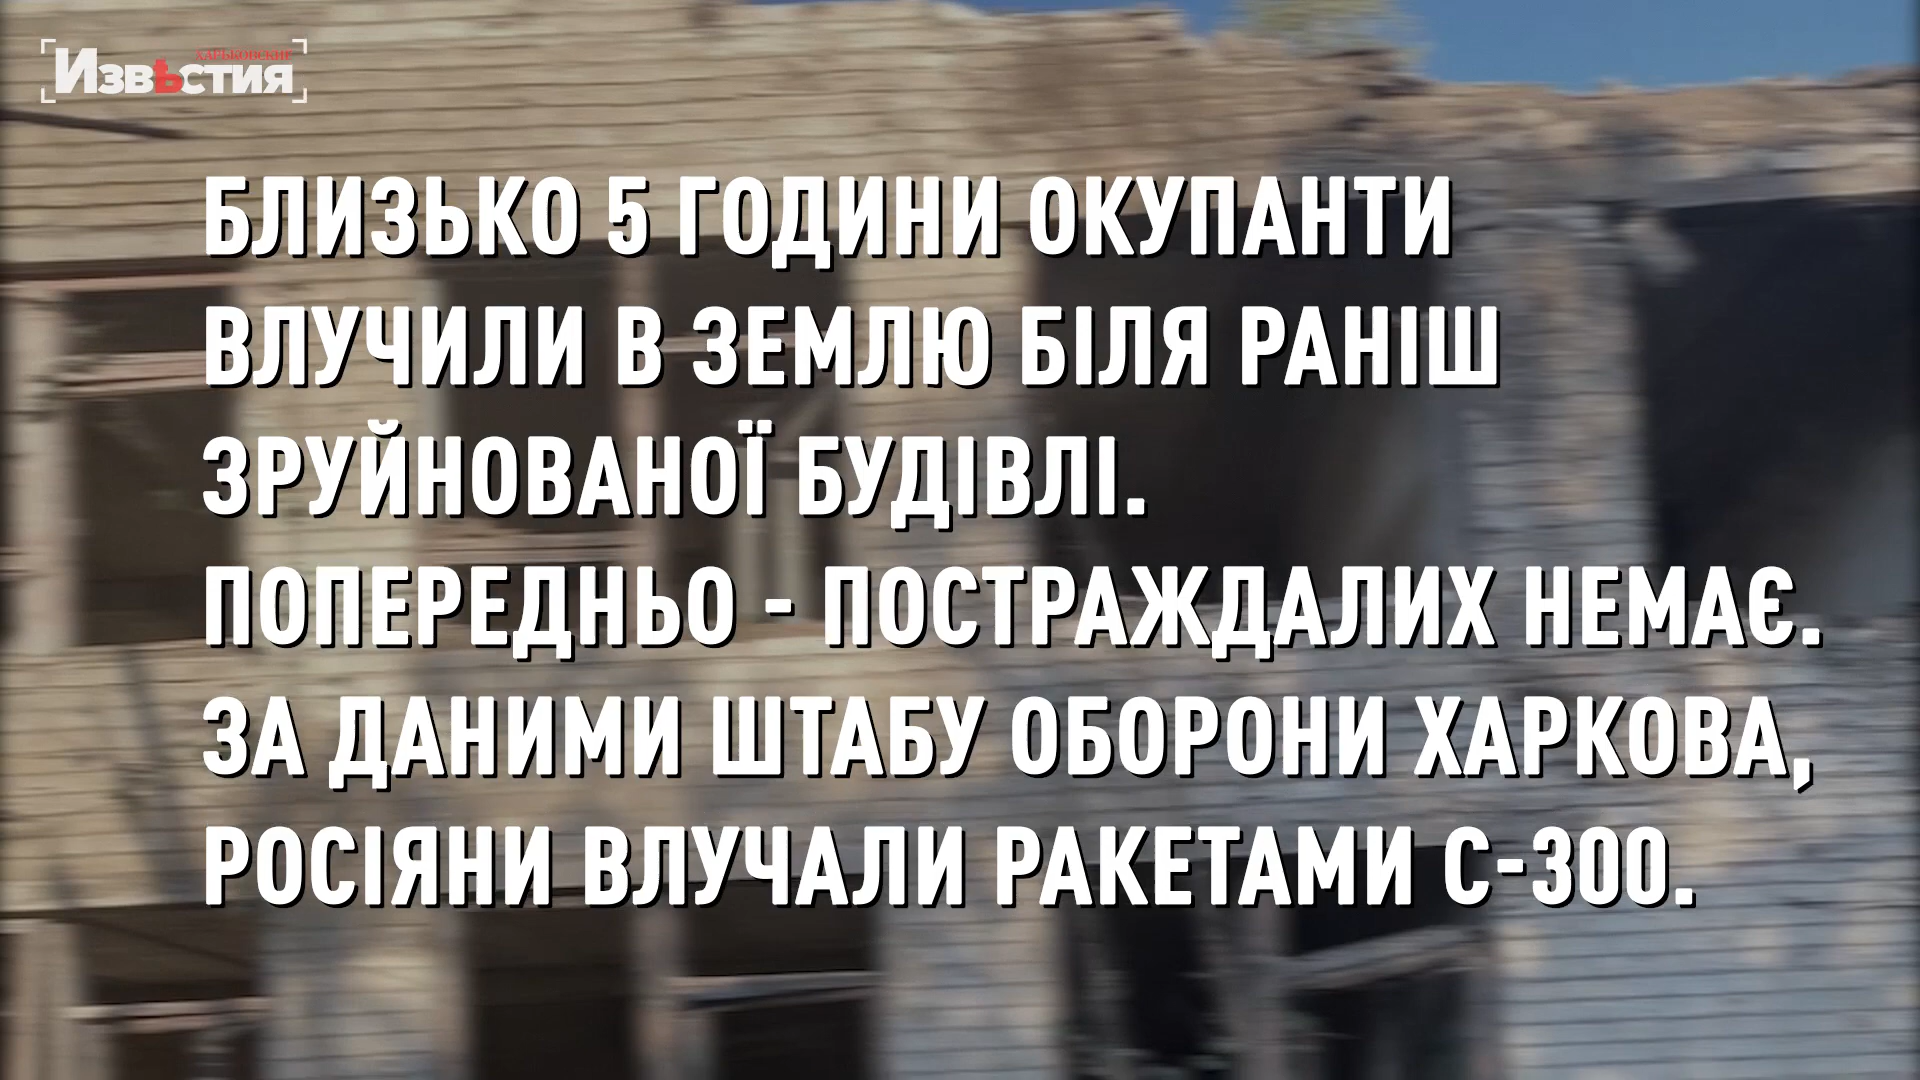 ХАРЬКОВСКИЕ
ИЗВѢСТИЯ
БЛИЗЬКО 5 ГОДИНИ ОКУПАНТИ
ВЛУЧИЛИ В ЗЕМЛЮ БІЛЯ РАНІШ
ЗРУЙНОВАНОЇ БУДІВЛІ.
ПОПЕРЕДНЬО - ПОСТРАЖДАЛИХ НЕМАЄ.
ЗА ДАНИМИ ШТАБУ ОБОРОНИ ХАРКОВА,
РОСІЯНИ ВЛУЧАЛИ РАКЕТАМИ С-300.